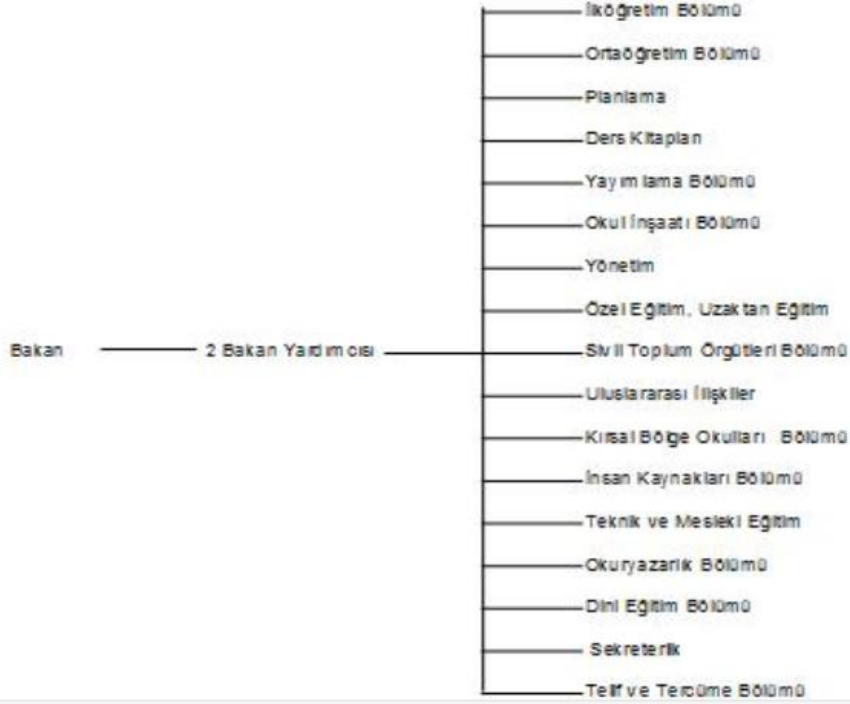 İlköğretim Bölümü
Ortaöğretim Bölümü
Planlama
Ders Kitapları
Yayımlama Bölümü
Okul İnşaatı Bölümü
Yönetim
Özel Eğitim, Uzaktan Eğitim
Bakan 2 Bakan Yardımcısı Sivil Toplum Örgütleri Bölümü
Uluslararası İlişkiler
Kırsal Bölge Okulları Bölümü
İnsan Kaynakları Bölümü
Teknik ve Mesleki Eğitim
Okuryazarlık Bölümü
Dini Eğitim Bölümü
Sekreterlik
Telif ve Tercüme Bölümü